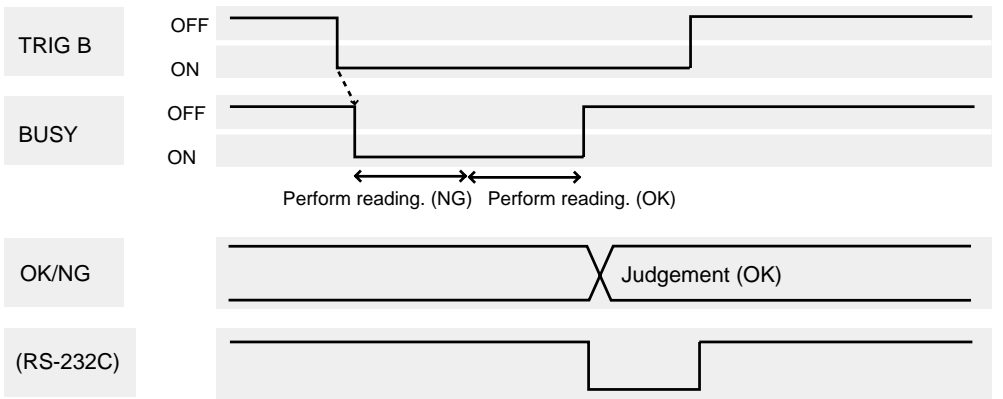 TRIG B
OFF
ON
BUSY
OFF
ON
Perform reading. (NG) Perform reading. (OK)
OK/NG
Judgement (OK)
(RS-232C)